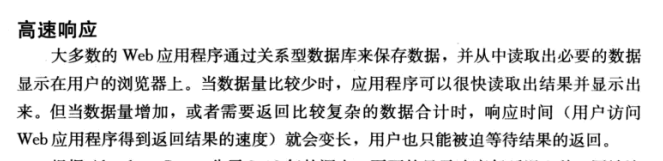 高速响应
大多数的 Web 应用程序通过关系型数据库来保存数据，并从中读取出必要的数据
显示在用户的浏览器上。当数据量比较少时，应用程序可以很快读取出结果并显示出
来。但当数据量增加，或者需要返回比较复杂的数据合计时，响应时间（用户访问
Web 应用程序得到返回结果的速度）就会变长，用户也只能被迫等待结果的返回。